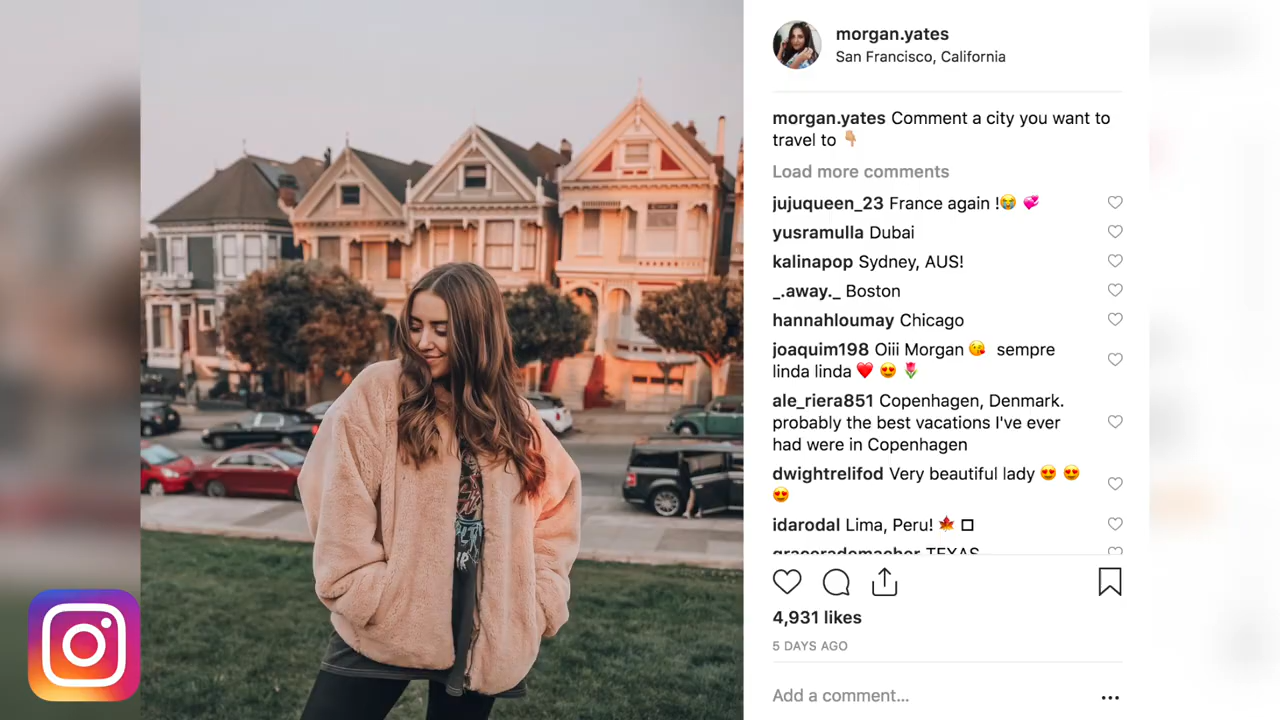 morgan.yates
San Francisco, California
morgan.yates Comment a city you want to
travel to 👇🏼
Load more comments
jujuqueen_23 France again !😭 💞
yusramulla Dubai
kalinapop Sydney, AUS!
_.away._ Boston
hannahloumay Chicago
joaquim198 Oiii Morgan 😘 sempre
linda linda ❤️ 😍 🌷
ale_riera851 Copenhagen, Denmark.
probably the best vacations I've ever
had were in Copenhagen
dwightrelifod Very beautiful lady 😍 😍
😍
idarodal Lima, Peru! 🍁 □
gracerademacher TEXAS
4,931 likes
5 DAYS AGO
Add a comment...